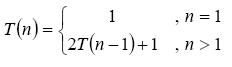 T(n) = { 1 , n = 1
2T(n−1)+1 , n > 1